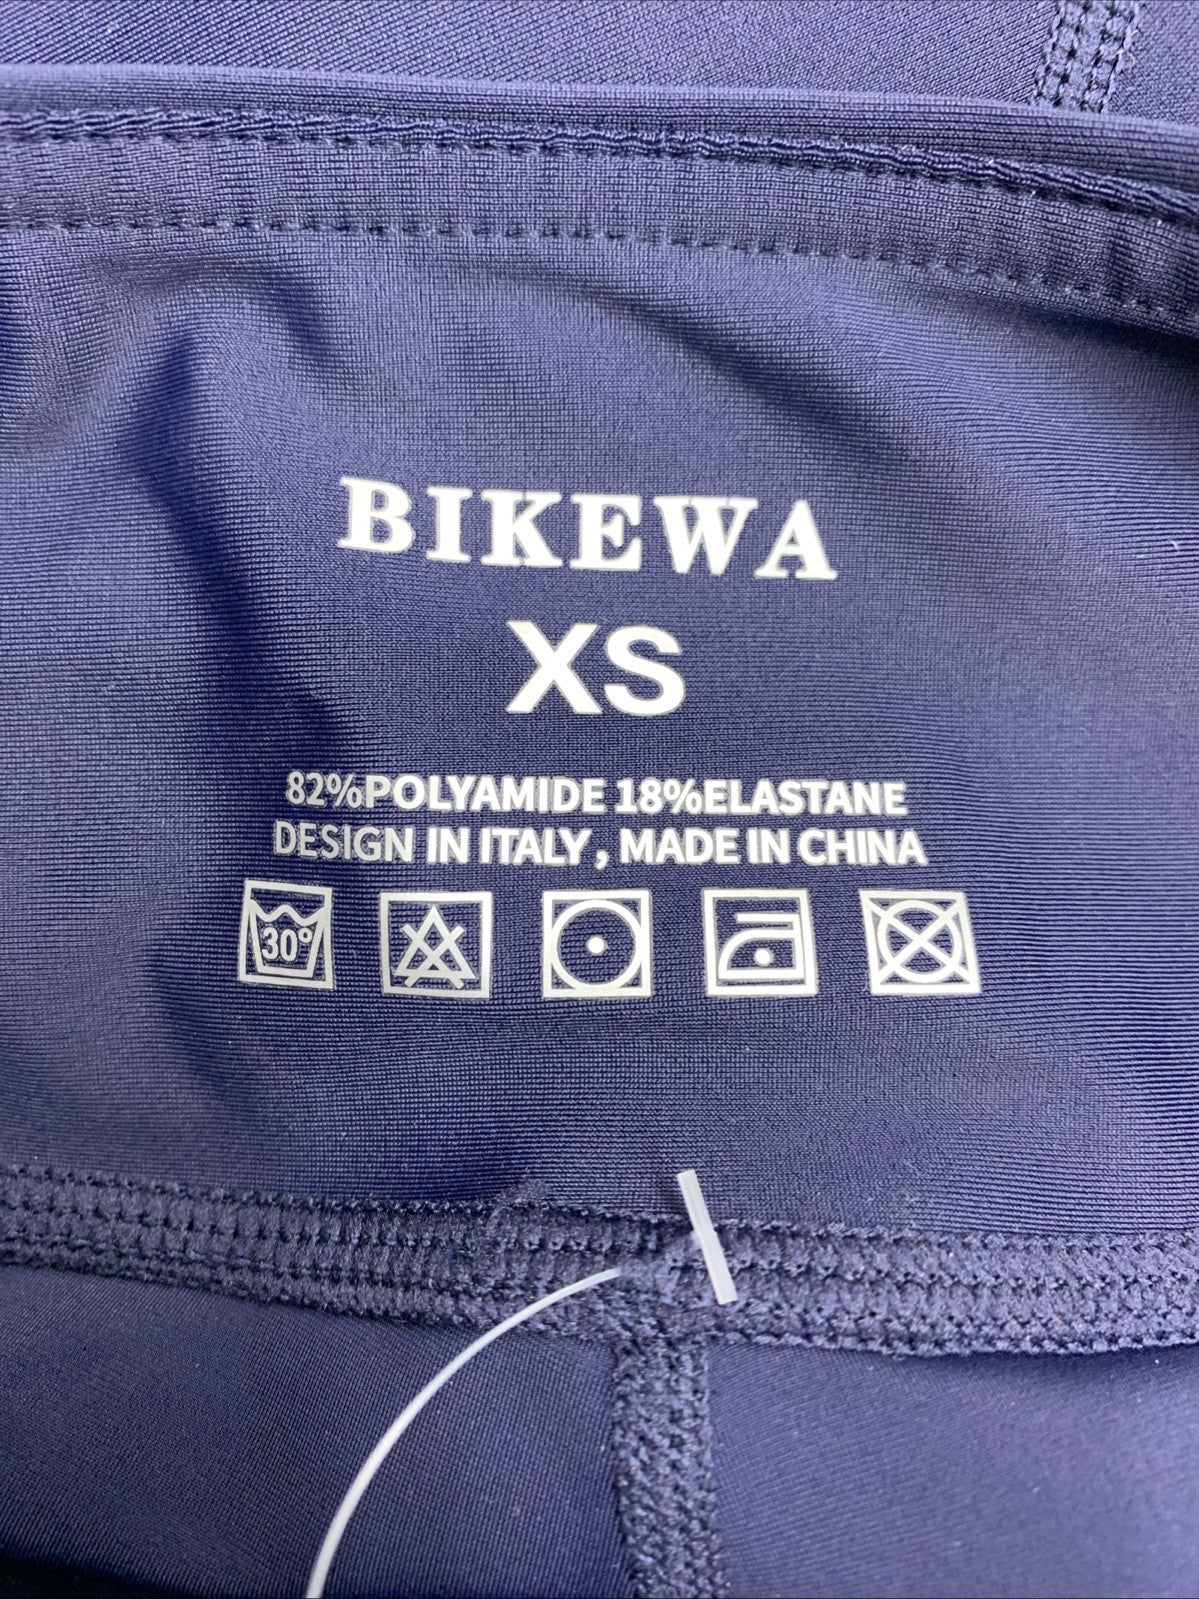 BIKEWA
XS
82%POLYAMIDE 18%ELASTANE
DESIGN IN ITALY, MADE IN CHINA
30°